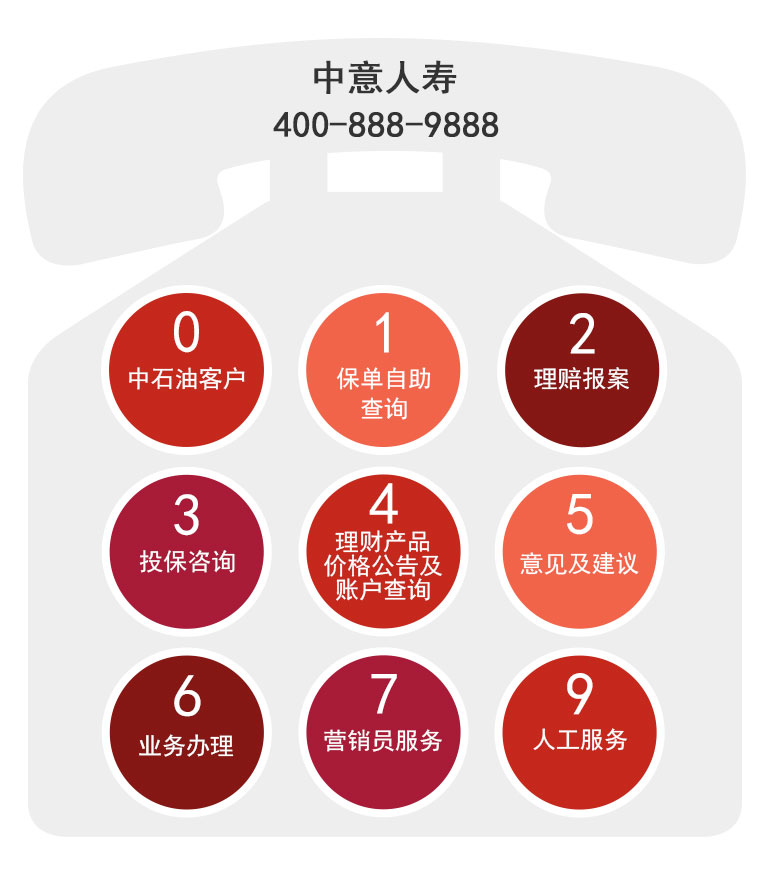 中意人寿
400-888-9888
0
中石油客户
1
保单自助
查询
2
理赔报案
3
投保咨询
4
理财产品
价格公告及
账户查询
5
意见及建议
6
业务办理
7
营销员服务
9
人工服务